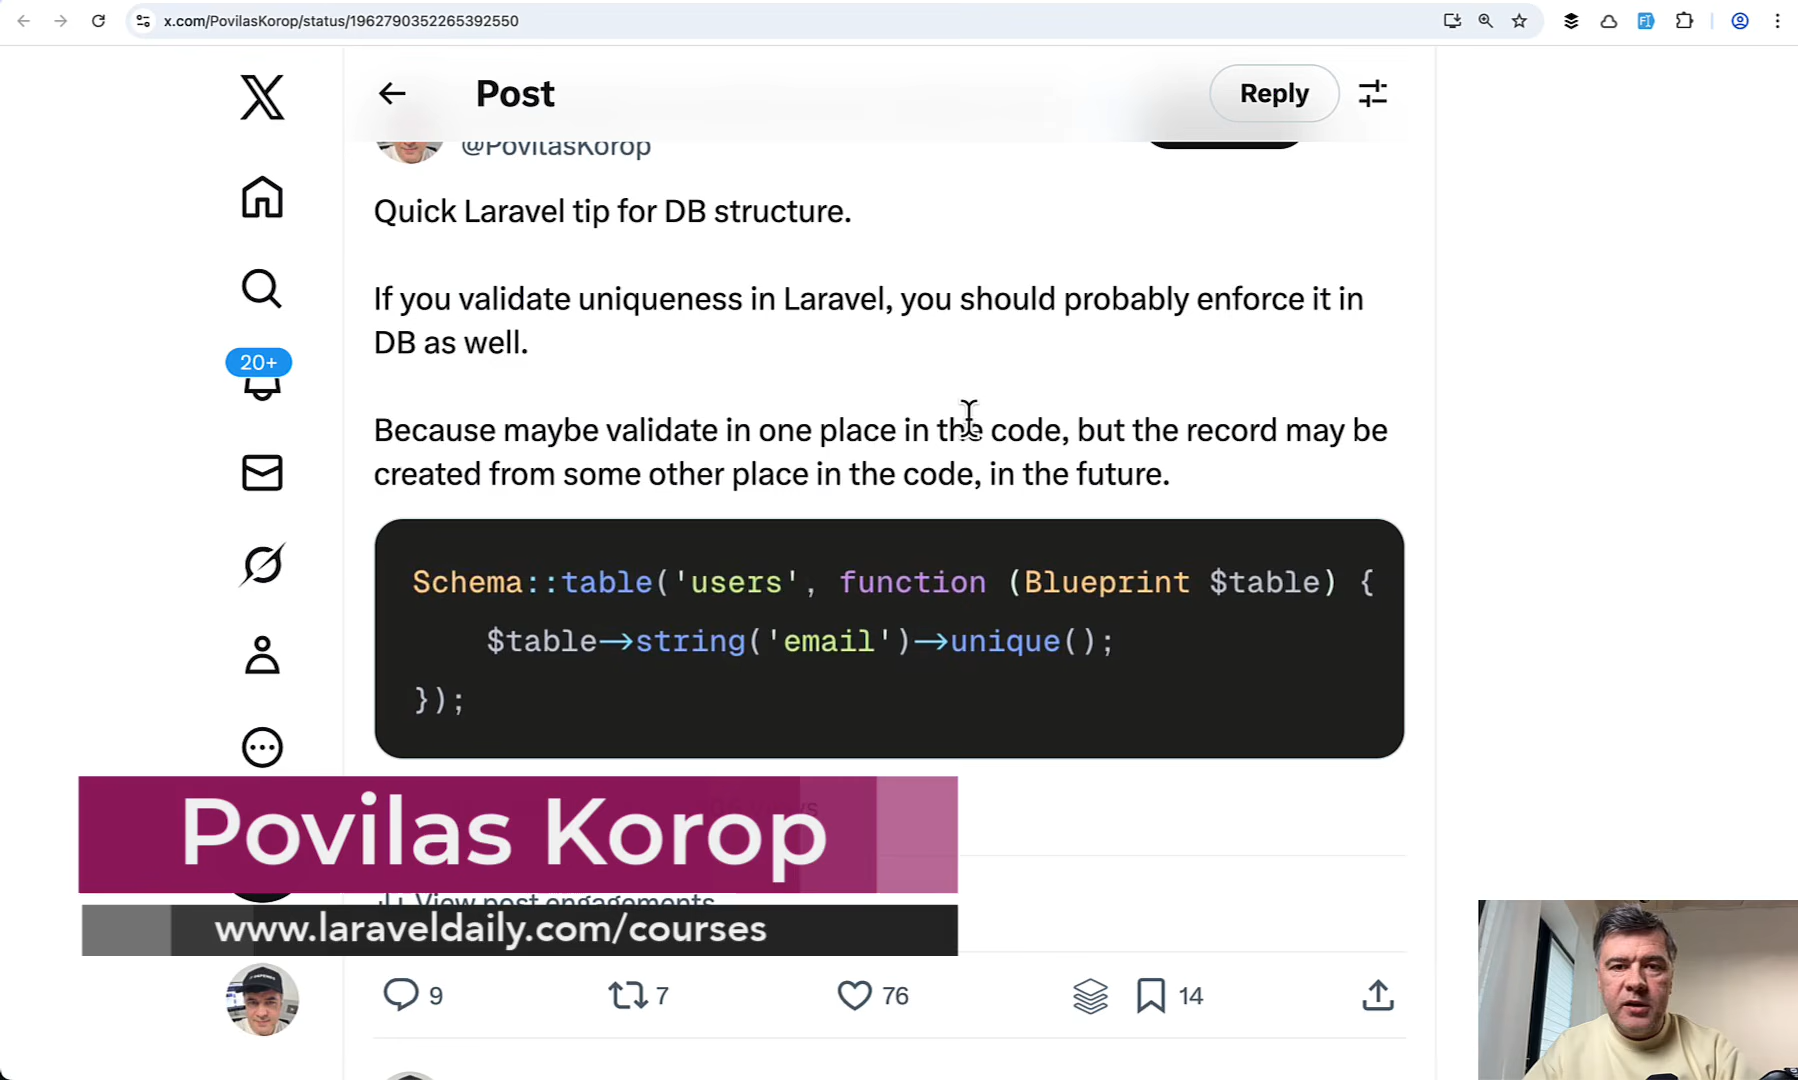 x.com/PovilasKorop/status/1962790352265392550
Post
Reply
@PovilasKorop
Quick Laravel tip for DB structure.
If you validate uniqueness in Laravel, you should probably enforce it in
DB as well.
20+
Because maybe validate in one place in the code, but the record may be
created from some other place in the code, in the future.
Schema::table('users', function (Blueprint $table) {
$table->string('email')->unique();
});
Povilas Korop
View post engagements
www.laraveldaily.com/courses
9
7
76
14